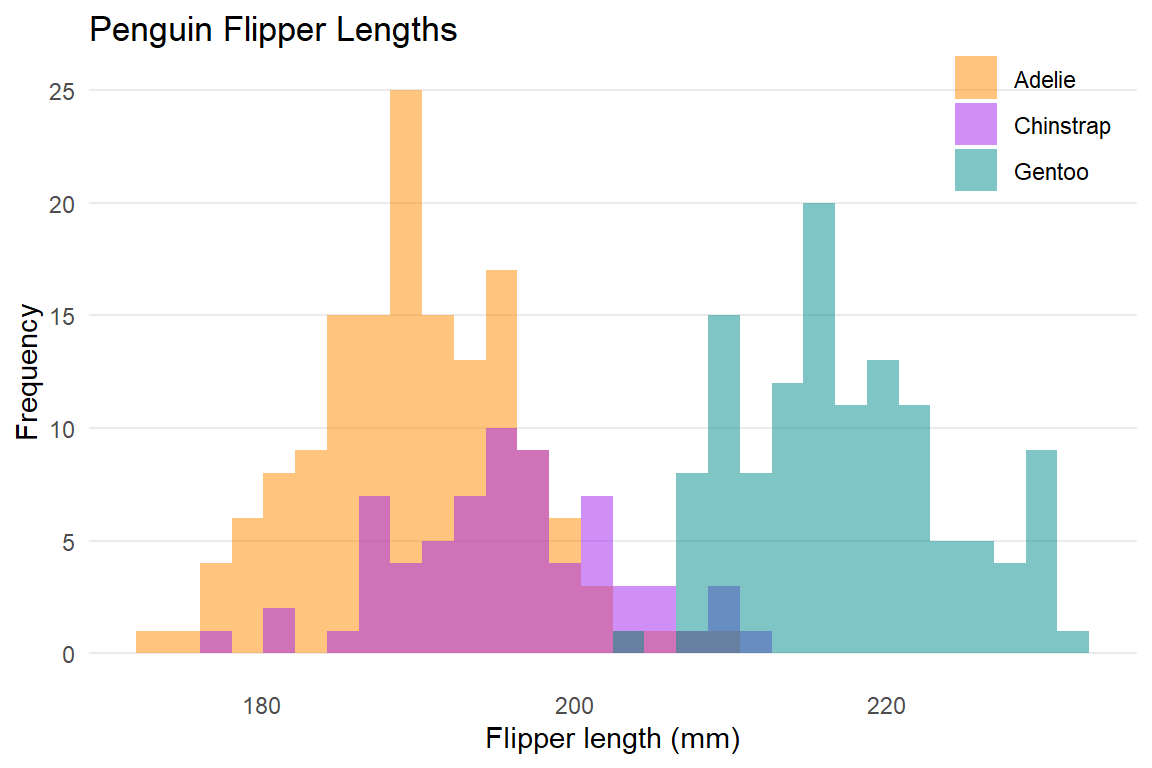 Penguin Flipper Lengths
Adelie
Chinstrap
Gentoo
Frequency
25
20
15
10
5
0
180 200 220
Flipper length (mm)